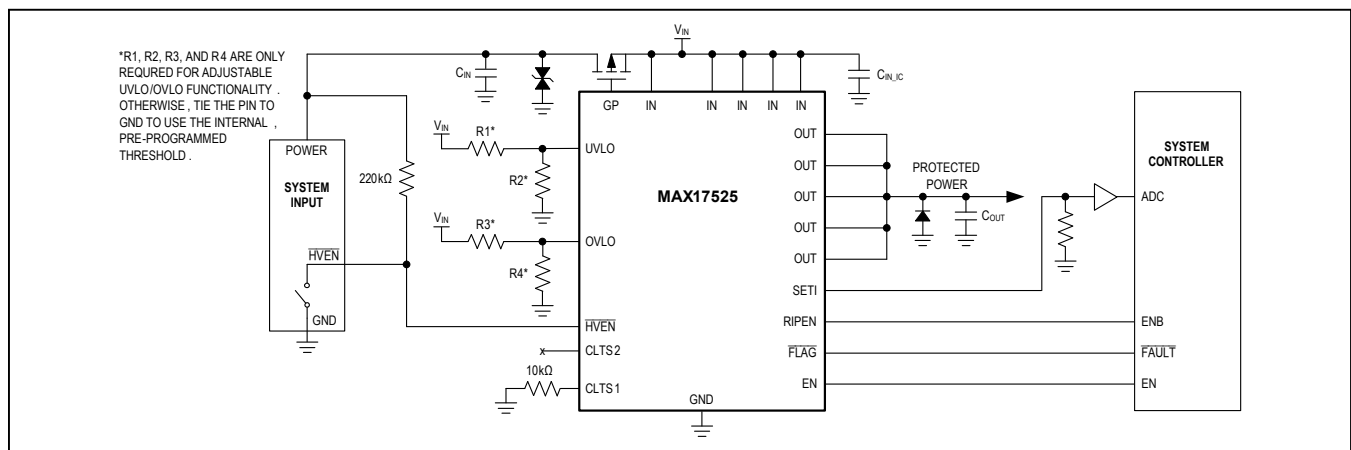 *R1, R2, R3, AND R4 ARE ONLY
REQURED FOR ADJUSTABLE
UVLO/OVLO FUNCTIONALITY .
OTHERWISE , TIE THE PIN TO
GND TO USE THE INTERNAL ,
PRE-PROGRAMMED
THRESHOLD .
VIN
CIN
CIN_IC
GP IN IN IN IN IN
POWER
SYSTEM
INPUT
HVEN
GND
220kΩ
VIN
R1*
R2*
UVLO
VIN
R3*
R4*
OVLO
HVEN
x
CLTS2
10kΩ
CLTS1
MAX17525
GND
OUT
OUT
OUT
OUT
OUT
SETI
RIPEN
FLAG
EN
PROTECTED
POWER
COUT
SYSTEM
CONTROLLER
ADC
ENB
FAULT
EN